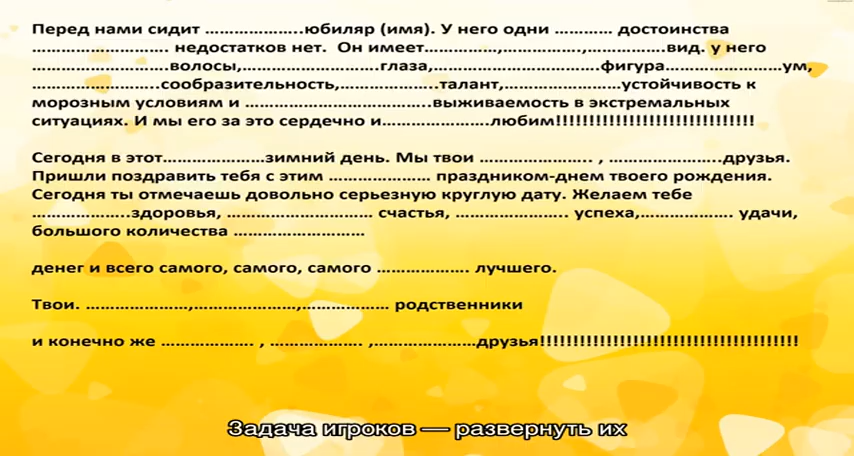 Перед нами сидит ………………..юбиляр (имя). У него одни ………… достоинства
……………………. недостатков нет.  Он имеет………….,……………,…………..вид. у него
…………………….волосы,…………………….глаза,………………………….фигура………………….ум,
……………………сообразительность,………………..талант,………………….устойчивость к
морозным условиям и ……………………………..выживаемость в экстремальных
ситуациях. И мы его за это сердечно и………………….любим!!!!!!!!!!!!!!!!!!!!!!!!!!!!!!
Сегодня в этот…………………зимний день. Мы твои ………………….. , …………………..друзья.
Пришли поздравить тебя с этим ………………. праздником-днем твоего рождения.
Сегодня ты отмечаешь довольно серьезную круглую дату. Желаем тебе
………………..здоровья, ……………………… счастья, ………………….. успеха,………………. удачи,
большого количества ……………………
денег и всего самого, самого, самого ………………. лучшего.
Твои. ………………..,………………….,……………… родственники
и конечно же ………………. , ………………. ,…………………друзья!!!!!!!!!!!!!!!!!!!!!!!!!!!!!!!!!!!!!!!
Задача игроков — развернуть их